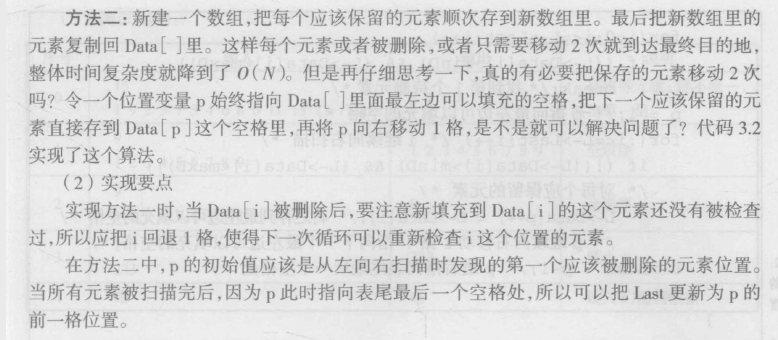 方法二:新建一个数组,把每个应该保留的元素顺次存到新数组里。最后把新数组里的
元素复制回 Data[ ]里。这样每个元素或者被删除,或者只需要移动2次就到达最终目的地,
整体时间复杂度就降到了 O(N)。但是再仔细思考一下,真的有必要把保存的元素移动2次
吗?令一个位置变量 p 始终指向 Data[ ]里面最左边可以填充的空格,把下一个应该保留的元
素直接存到 Data[p]这个空格里,再将 p 向右移动1格,是不是就可以解决问题了?代码3.2
实现了这个算法。
(2)实现要点
实现方法一时,当 Data[i]被删除后,要注意新填充到 Data[i]的这个元素还没有被检查
过,所以应把 i 回退1格,使得下一次循环可以重新检查 i 这个位置的元素。
在方法二中,p 的初始值应该是从左向右扫描时发现的第一个应该被删除的元素位置。
当所有元素被扫描完后,因为 p 此时指向表尾最后一个空格处,所以可以把 Last 更新为 p 的
前一格位置。